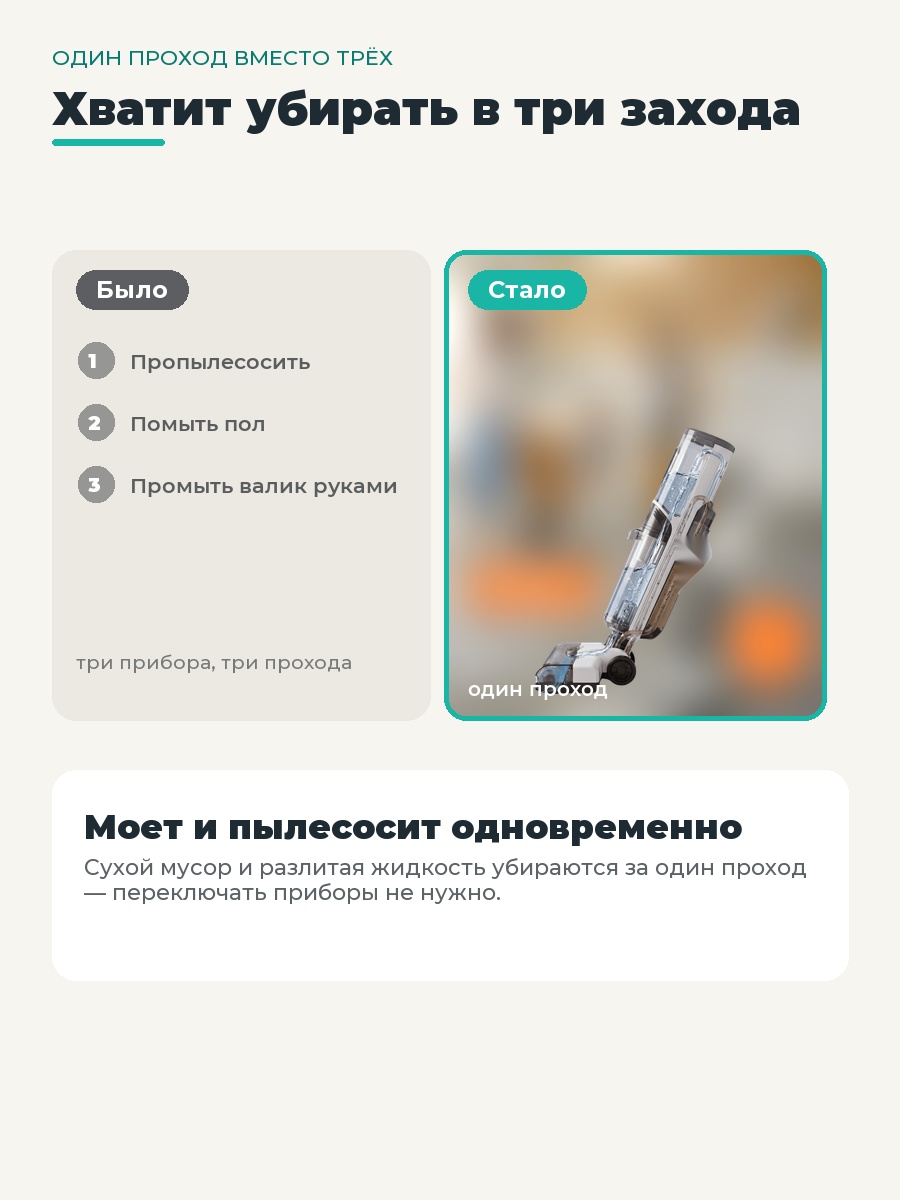 ОДИН ПРОХОД ВМЕСТО ТРЁХ
Хватит убирать в три захода
Было
1 Пропылесосить
2 Помыть пол
3 Промыть валик руками
три прибора, три прохода
Стало
один проход
Моет и пылесосит одновременно
Сухой мусор и разлитая жидкость убираются за один проход
— переключать приборы не нужно.